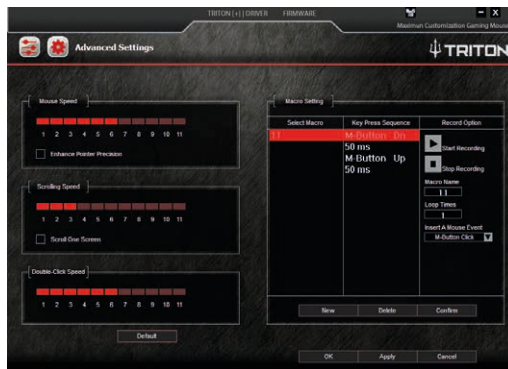 TRITON [+] | DRIVER FIRMWARE
Maximun Customization Gaming Mouse
Advanced Settings
TRITON
Mouse Speed
1 2 3 4 5 6 7 8 9 10 11
Enhance Pointer Precision
Scrolling Speed
1 2 3 4 5 6 7 8 9 10 11
Scroll One Screen
Double-Click Speed
1 2 3 4 5 6 7 8 9 10 11
Default
Macro Setting
Select Macro Key Press Sequence Record Option
11 M-Button Dn
50 ms
M-Button Up
50 ms
Start Recording
Stop Recording
Macro Name
11
Loop Times
1
Insert A Mouse Event
M-Button Click
New Delete Confirm
OK Apply Cancel